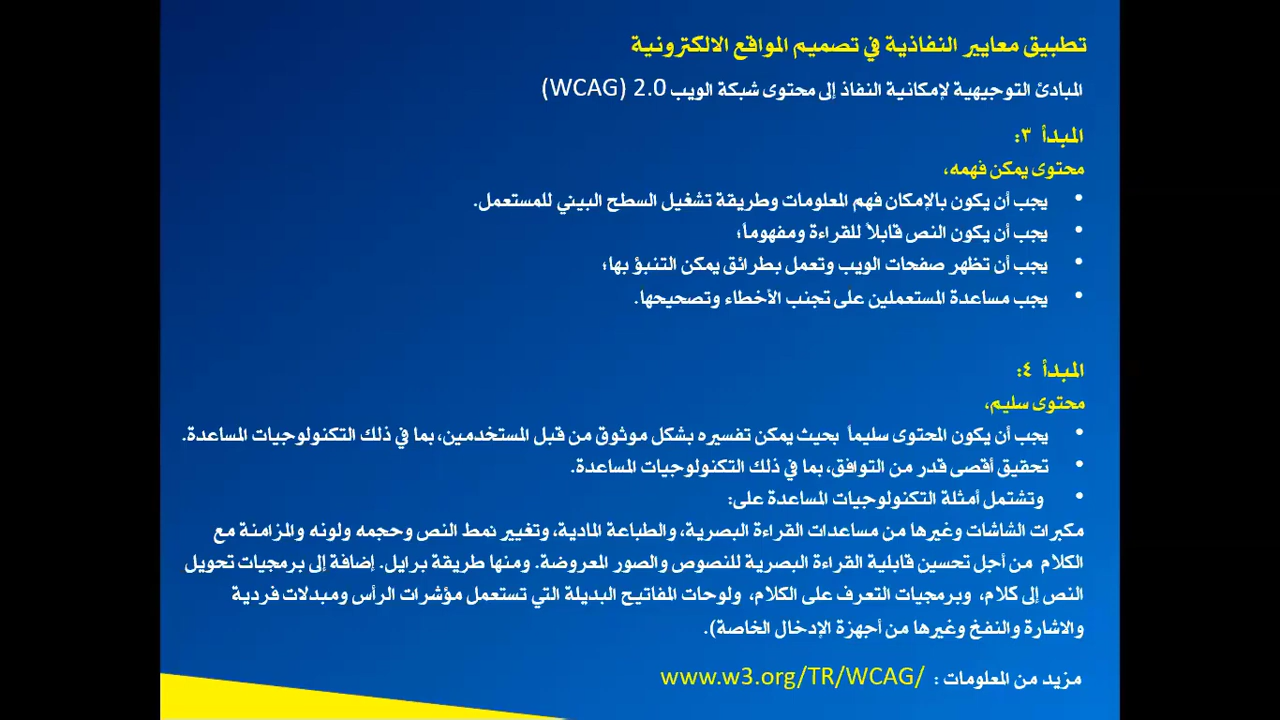 تطبيق معايير النفاذية في تصميم المواقع الالكترونية
المبادئ التوجيهية لإمكانية النفاذ إلى محتوى شبكة الويب 2.0 (WCAG)
المبدأ ٣:
محتوى يمكن فهمه،
• يجب أن يكون بالإمكان فهم المعلومات وطريقة تشغيل السطح البيني للمستعمل.
• يجب أن يكون النص قابلاً للقراءة ومفهوماً؛
• يجب أن تظهر صفحات الويب وتعمل بطرائق يمكن التنبؤ بها؛
• يجب مساعدة المستعملين على تجنب الأخطاء وتصحيحها.
المبدأ ٤:
محتوى سليم،
• يجب أن يكون المحتوى سليماً بحيث يمكن تفسيره بشكل موثوق من قبل المستخدمين، بما في ذلك التكنولوجيات المساعدة.
• تحقيق أقصى قدر من التوافق، بما في ذلك التكنولوجيات المساعدة.
• وتشتمل أمثلة التكنولوجيات المساعدة على:
مكبرات الشاشات وغيرها من مساعدات القراءة البصرية، والطباعة المادية، وتغيير نمط النص وحجمه ولونه والمزامنة مع
الكلام من أجل تحسين قابلية القراءة البصرية للنصوص والصور المعروضة. ومنها طريقة برايل. إضافة إلى برمجيات تحويل
النص إلى كلام، وبرمجيات التعرف على الكلام، ولوحات المفاتيح البديلة التي تستعمل مؤشرات الرأس ومبدلات فردية
والاشارة والنفخ وغيرها من أجهزة الإدخال الخاصة).
مزيد من المعلومات : www.w3.org/TR/WCAG/